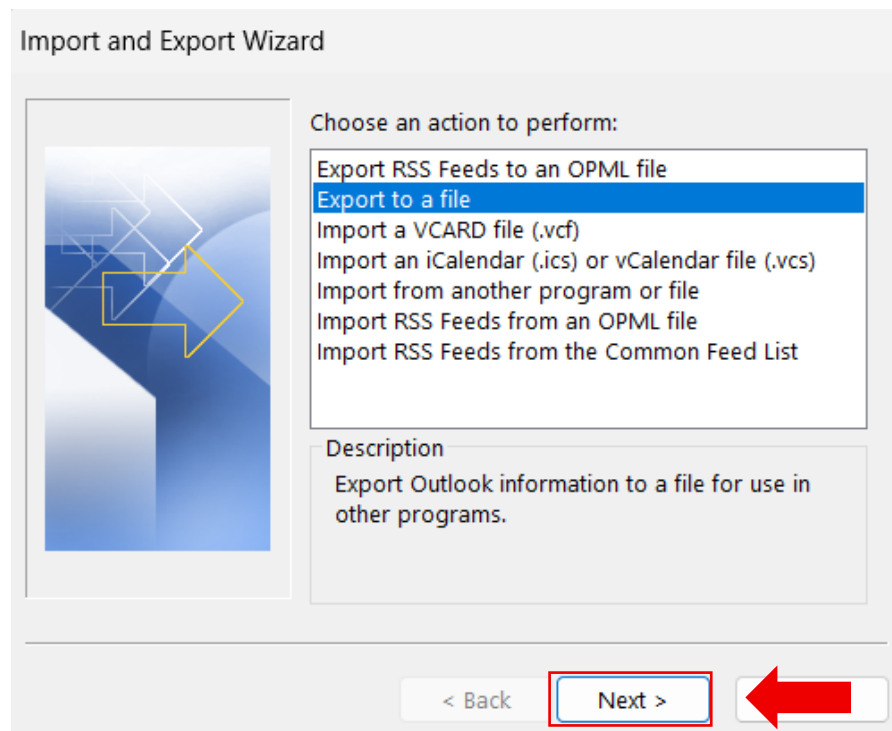 Import and Export Wizard
Choose an action to perform:
Export RSS Feeds to an OPML file
Export to a file
Import a VCARD file (.vcf)
Import an iCalendar (.ics) or vCalendar file (.vcs)
Import from another program or file
Import RSS Feeds from an OPML file
Import RSS Feeds from the Common Feed List
Description
Export Outlook information to a file for use in
other programs.
< Back
Next >